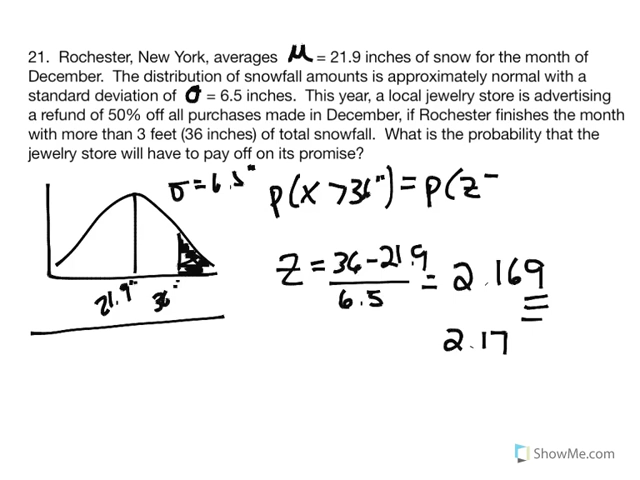 21. Rochester, New York, averages μ = 21.9 inches of snow for the month of
December. The distribution of snowfall amounts is approximately normal with a
standard deviation of σ = 6.5 inches. This year, a local jewelry store is advertising
a refund of 50% off all purchases made in December, if Rochester finishes the month
with more than 3 feet (36 inches) of total snowfall. What is the probability that the
jewelry store will have to pay off on its promise?
σ = 6.5"
P(X > 36") = P(Z -
Z = 36 - 21.9 / 6.5 = 2.169
2.17
21.9" 36"
ShowMe.com